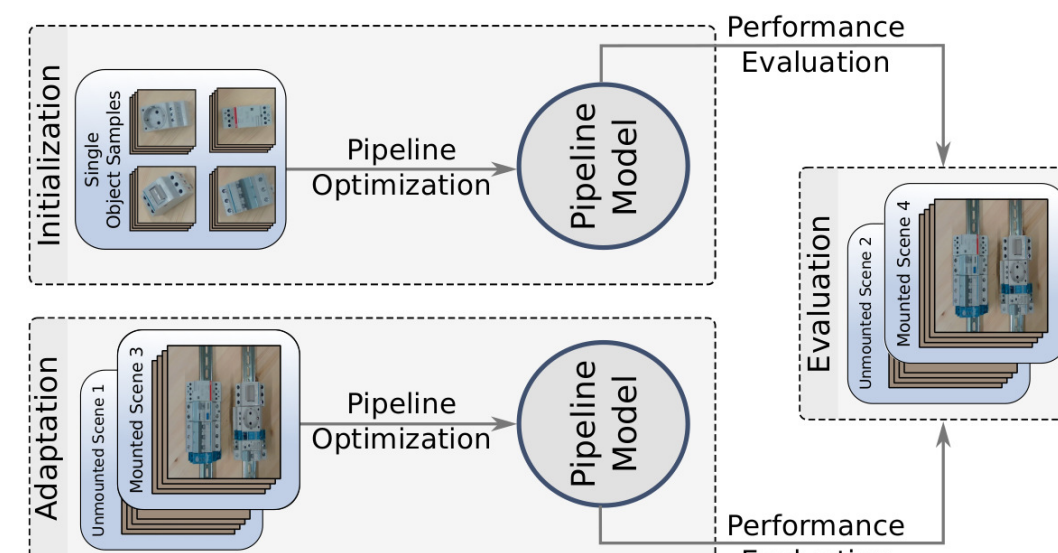 Initialization
Single
Object Samples
Pipeline
Optimization
Pipeline
Model
Performance
Evaluation
Adaptation
Unmounted Scene 1
Mounted Scene 3
Pipeline
Optimization
Pipeline
Model
Performance
Evaluation
Unmounted Scene 2
Mounted Scene 4